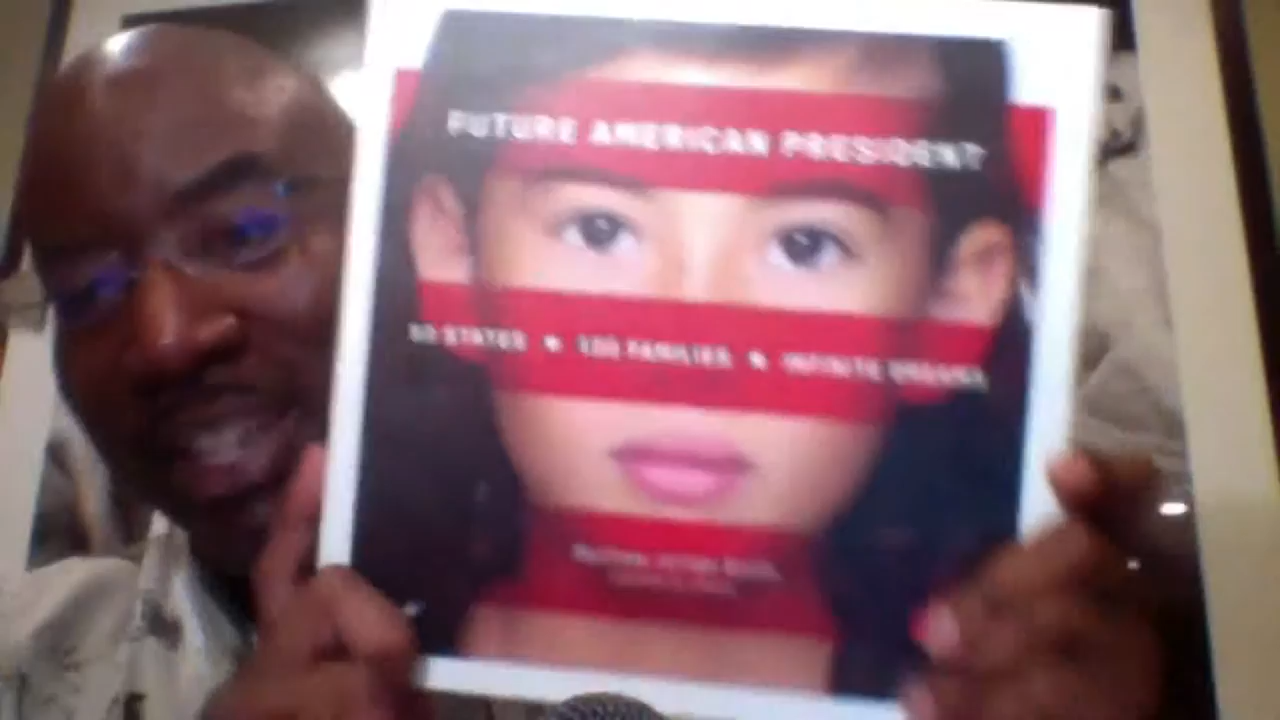 FUTURE AMERICAN PRESIDENT
50 STATES ★ 100 FAMILIES ★ INFINITE DREAMS